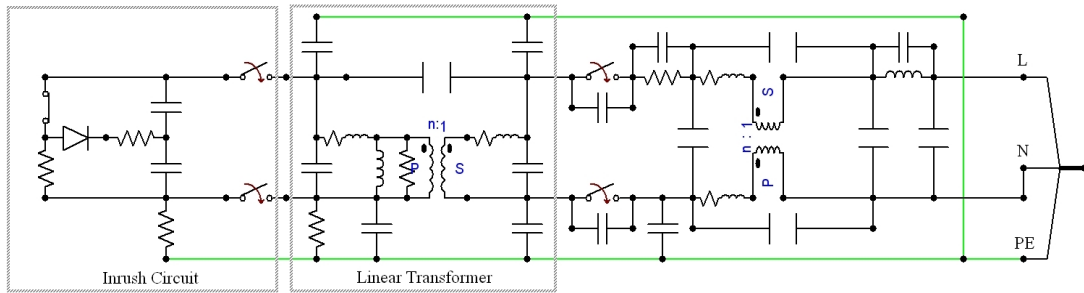 L
n:1
S
P
S
n : 1
P
N
PE
Inrush Circuit
Linear Transformer